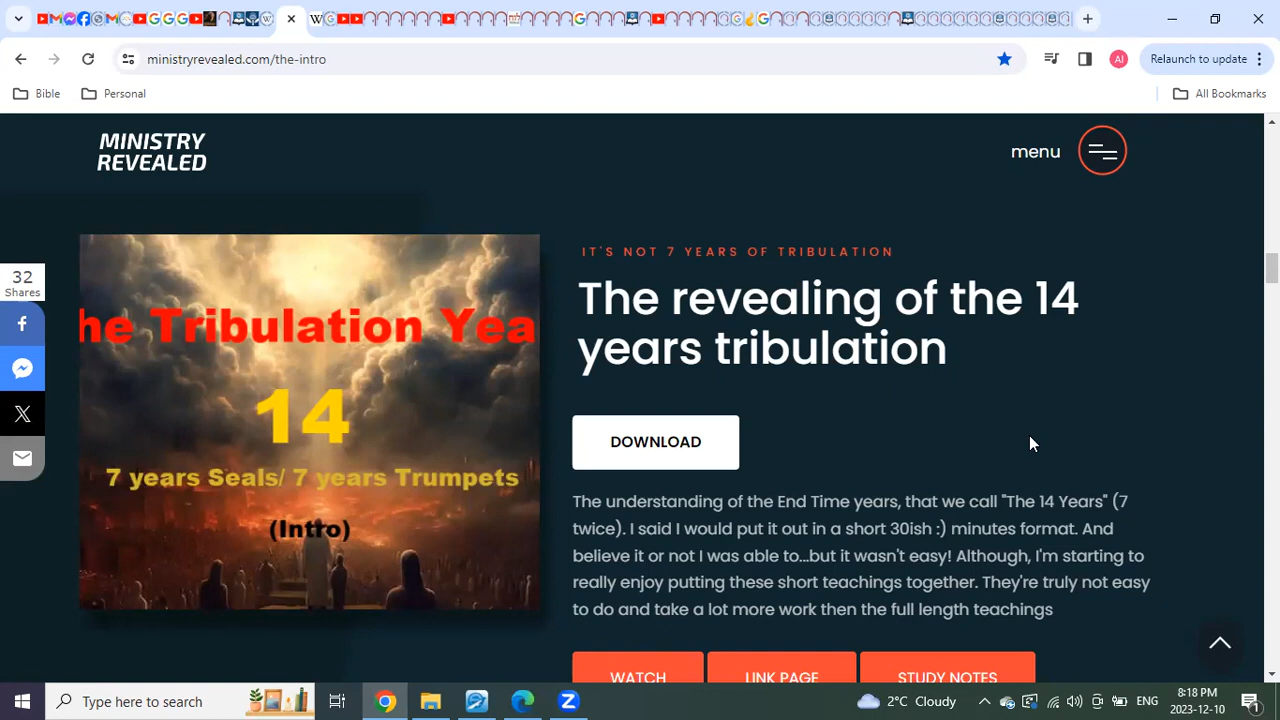 ministryrevealed.com/the-intro
AI
Relaunch to update
Bible
Personal
All Bookmarks
MINISTRY
REVEALED
menu
32
Shares
he Tribulation Yea
14
7 years Seals/ 7 years Trumpets
(Intro)
IT'S NOT 7 YEARS OF TRIBULATION
The revealing of the 14
years tribulation
DOWNLOAD
The understanding of the End Time years, that we call "The 14 Years" (7
twice). I said I would put it out in a short 30ish :) minutes format. And
believe it or not I was able to...but it wasn't easy! Although, I'm starting to
really enjoy putting these short teachings together. They're truly not easy
to do and take a lot more work then the full length teachings
WATCH
LINK PAGE
STUDY NOTES
Type here to search
2°C Cloudy
ENG
8:18 PM
2023-12-10
1